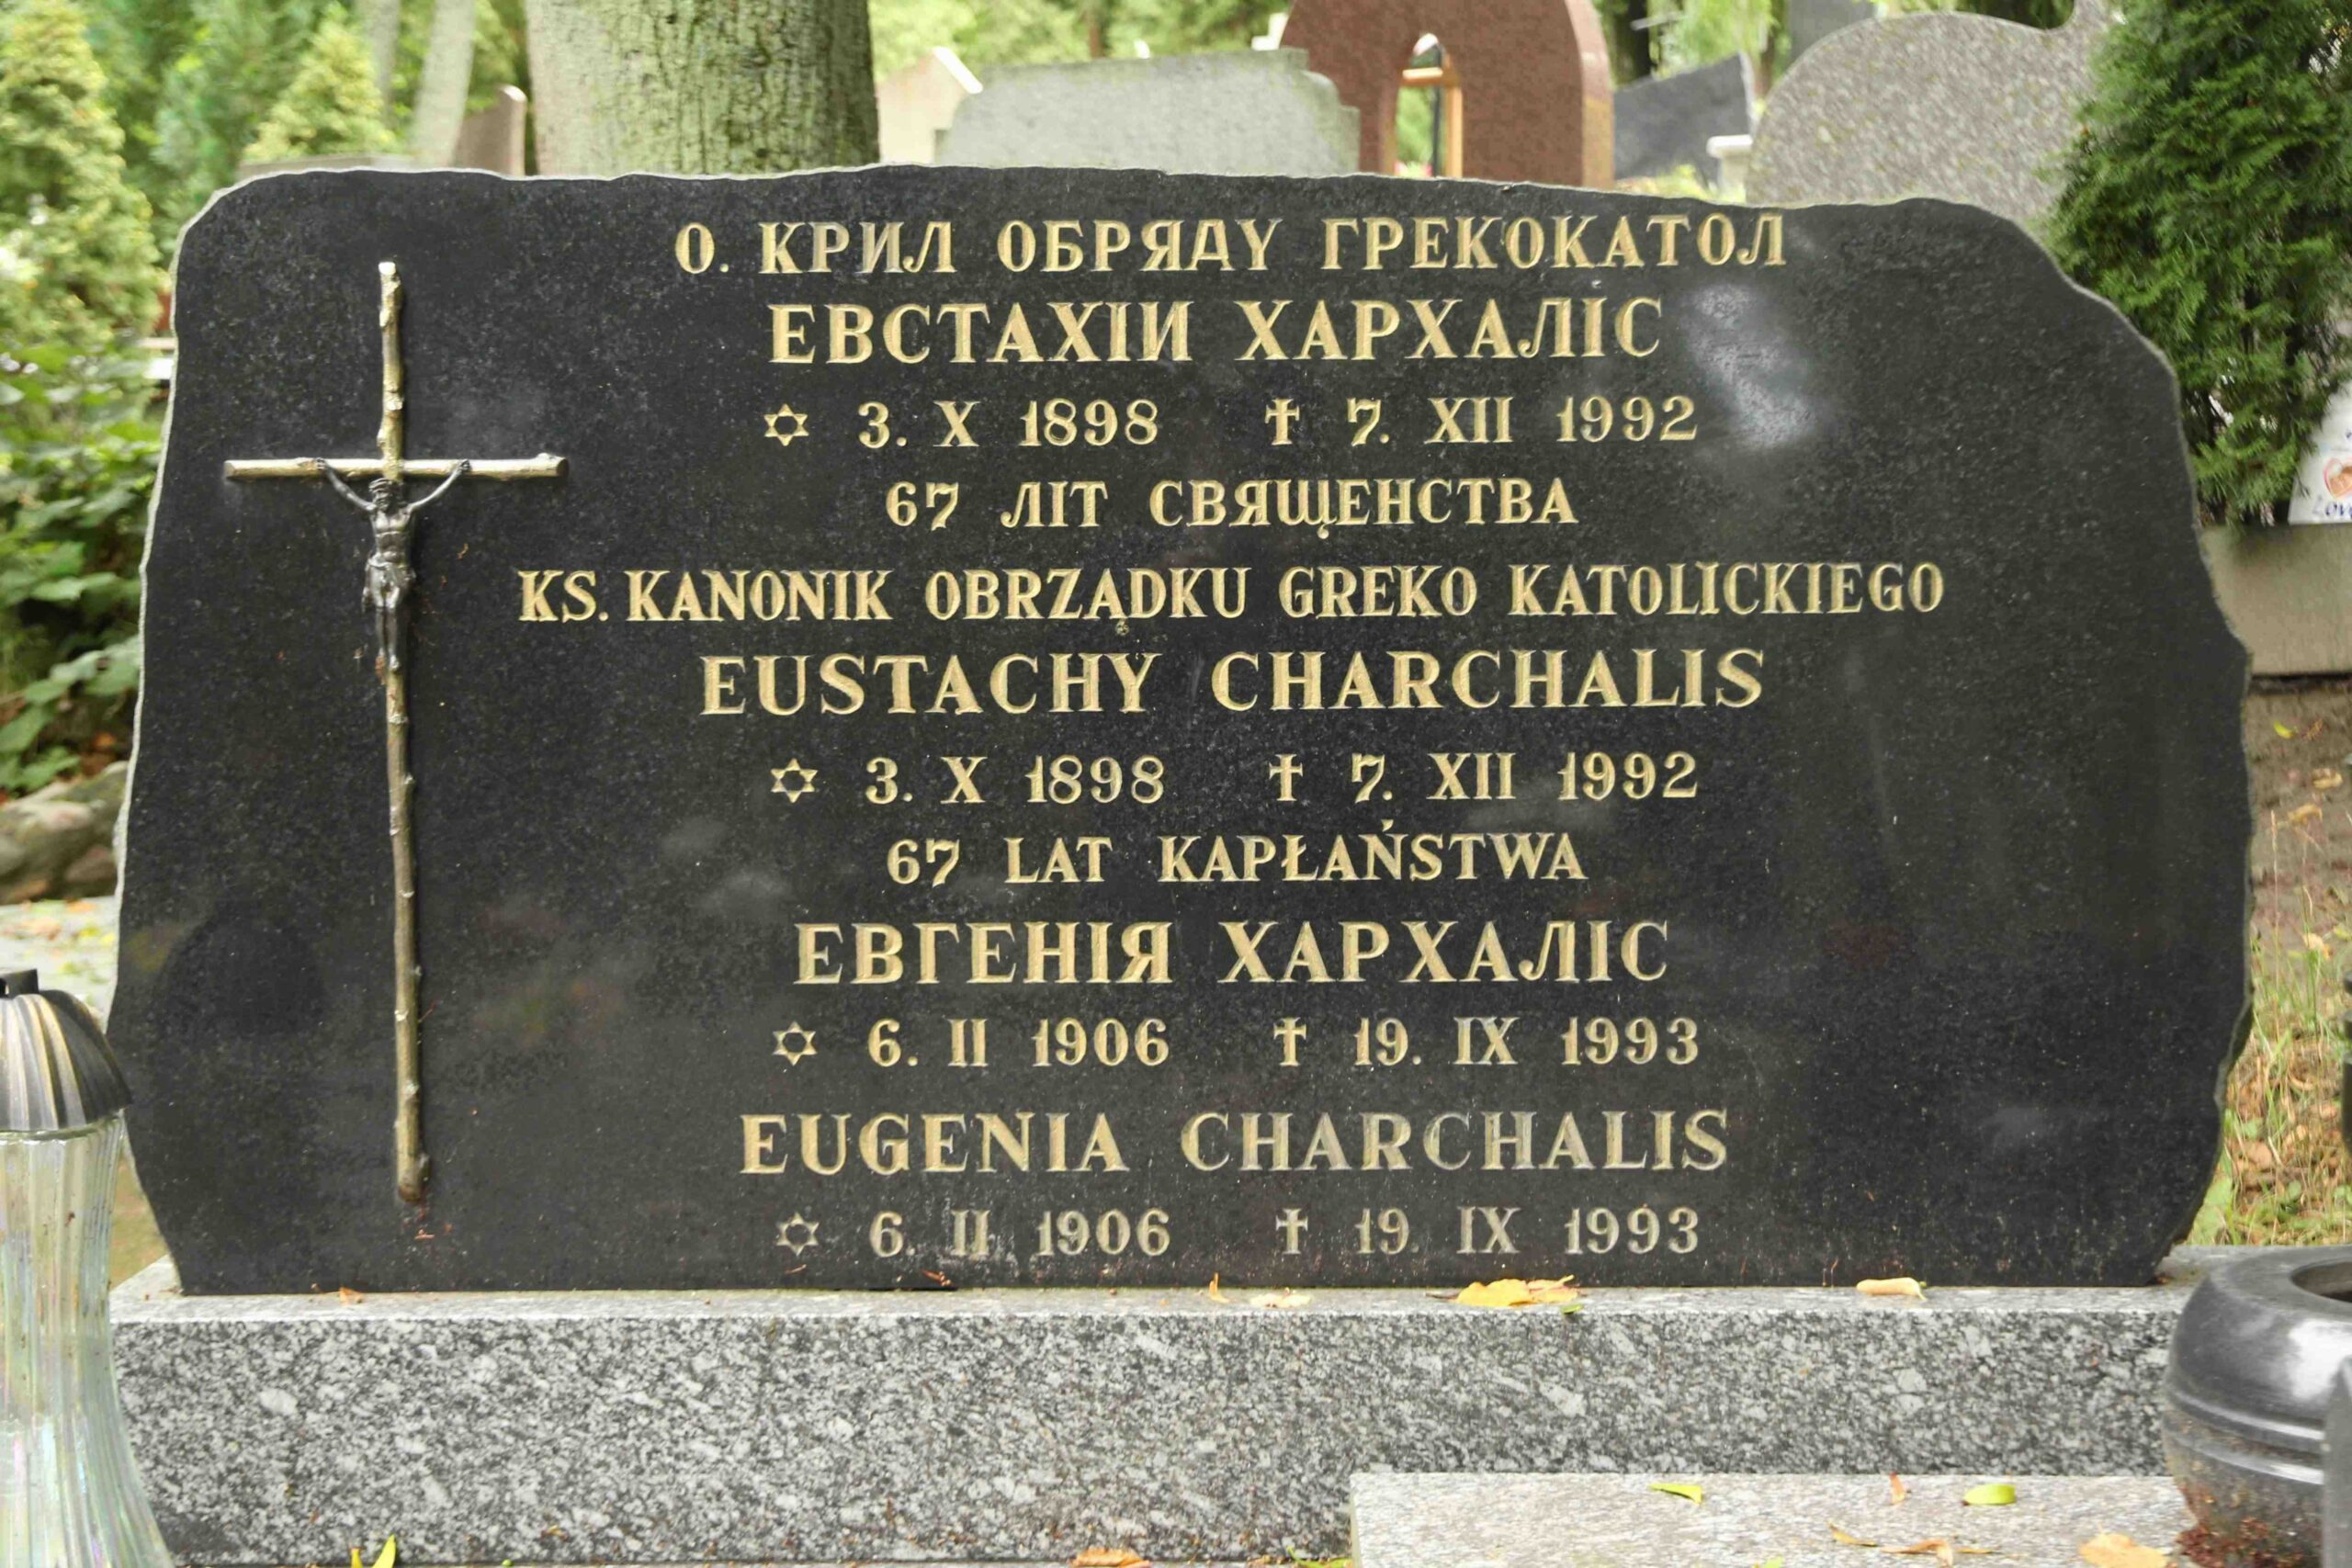 О. КРИЛ ОБРЯДУ ГРЕКОКАТОЛ
ЕВСТАХІИ ХАРХАЛІС
✡ 3. X 1898 † 7. XII 1992
67 ЛІТ СВЯЩЕНСТВА
KS. KANONIK OBRZĄDKU GREKO KATOLICKIEGO
EUSTACHY CHARCHALIS
✡ 3. X 1898 † 7. XII 1992
67 LAT KAPŁAŃSTWA
ЕВГЕНІЯ ХАРХАЛІС
✡ 6. II 1906 † 19. IX 1993
EUGENIA CHARCHALIS
✡ 6. II 1906 † 19. IX 1993